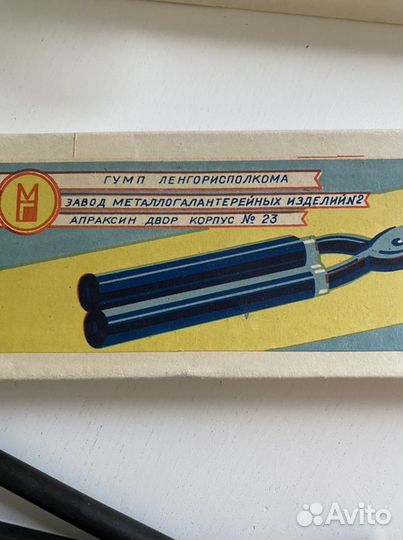 ГУМП ЛЕНГОРИСПОЛКОМА
МГ
ЗАВОД МЕТАЛЛОГАЛАНТЕРЕЙНЫХ ИЗДЕЛИЙ №2
АПРАКСИН ДВОР КОРПУС № 23
Avito